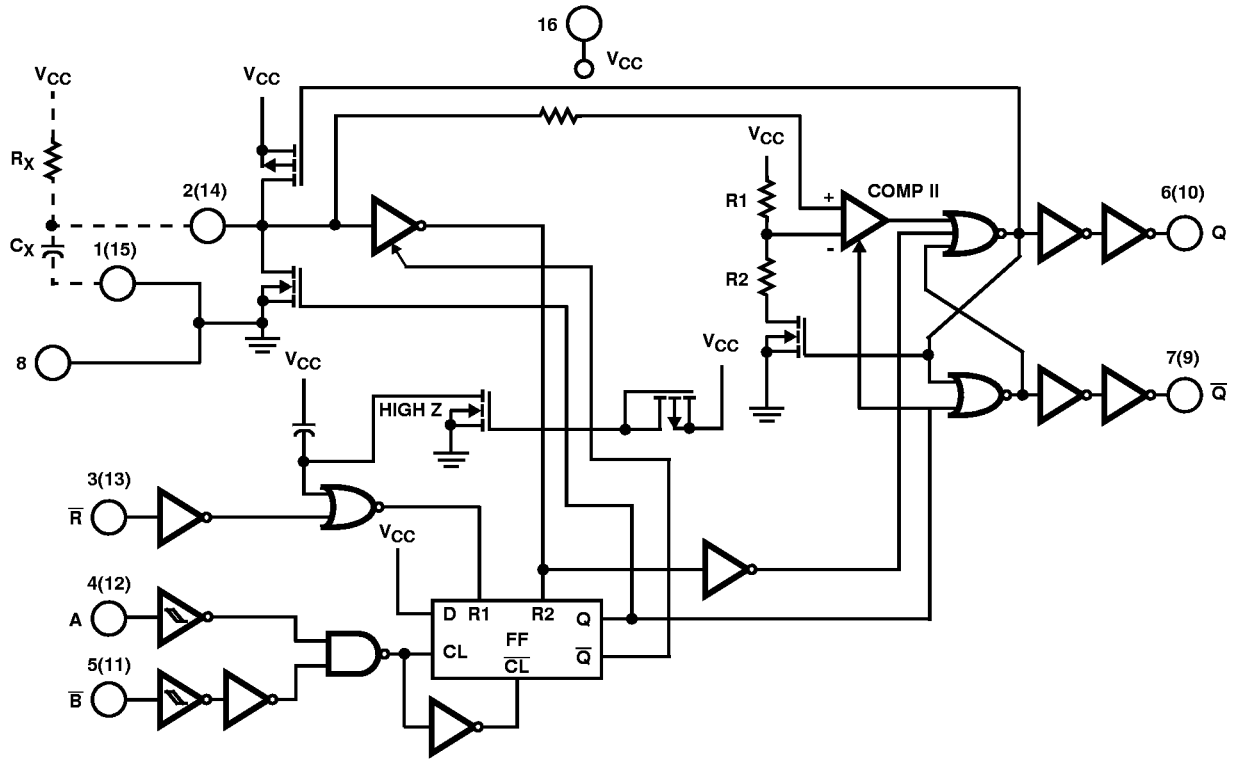 16
VCC
VCC
VCC
RX
2(14)
CX
1(15)
8
VCC
R1
R2
+
-
COMP II
6(10)
Q
7(9)
Q̅
VCC
VCC
HIGH Z
3(13)
R̅
VCC
4(12)
A
5(11)
B̅
D
R1
R2
Q
FF
CL
C̅L̅
Q̅